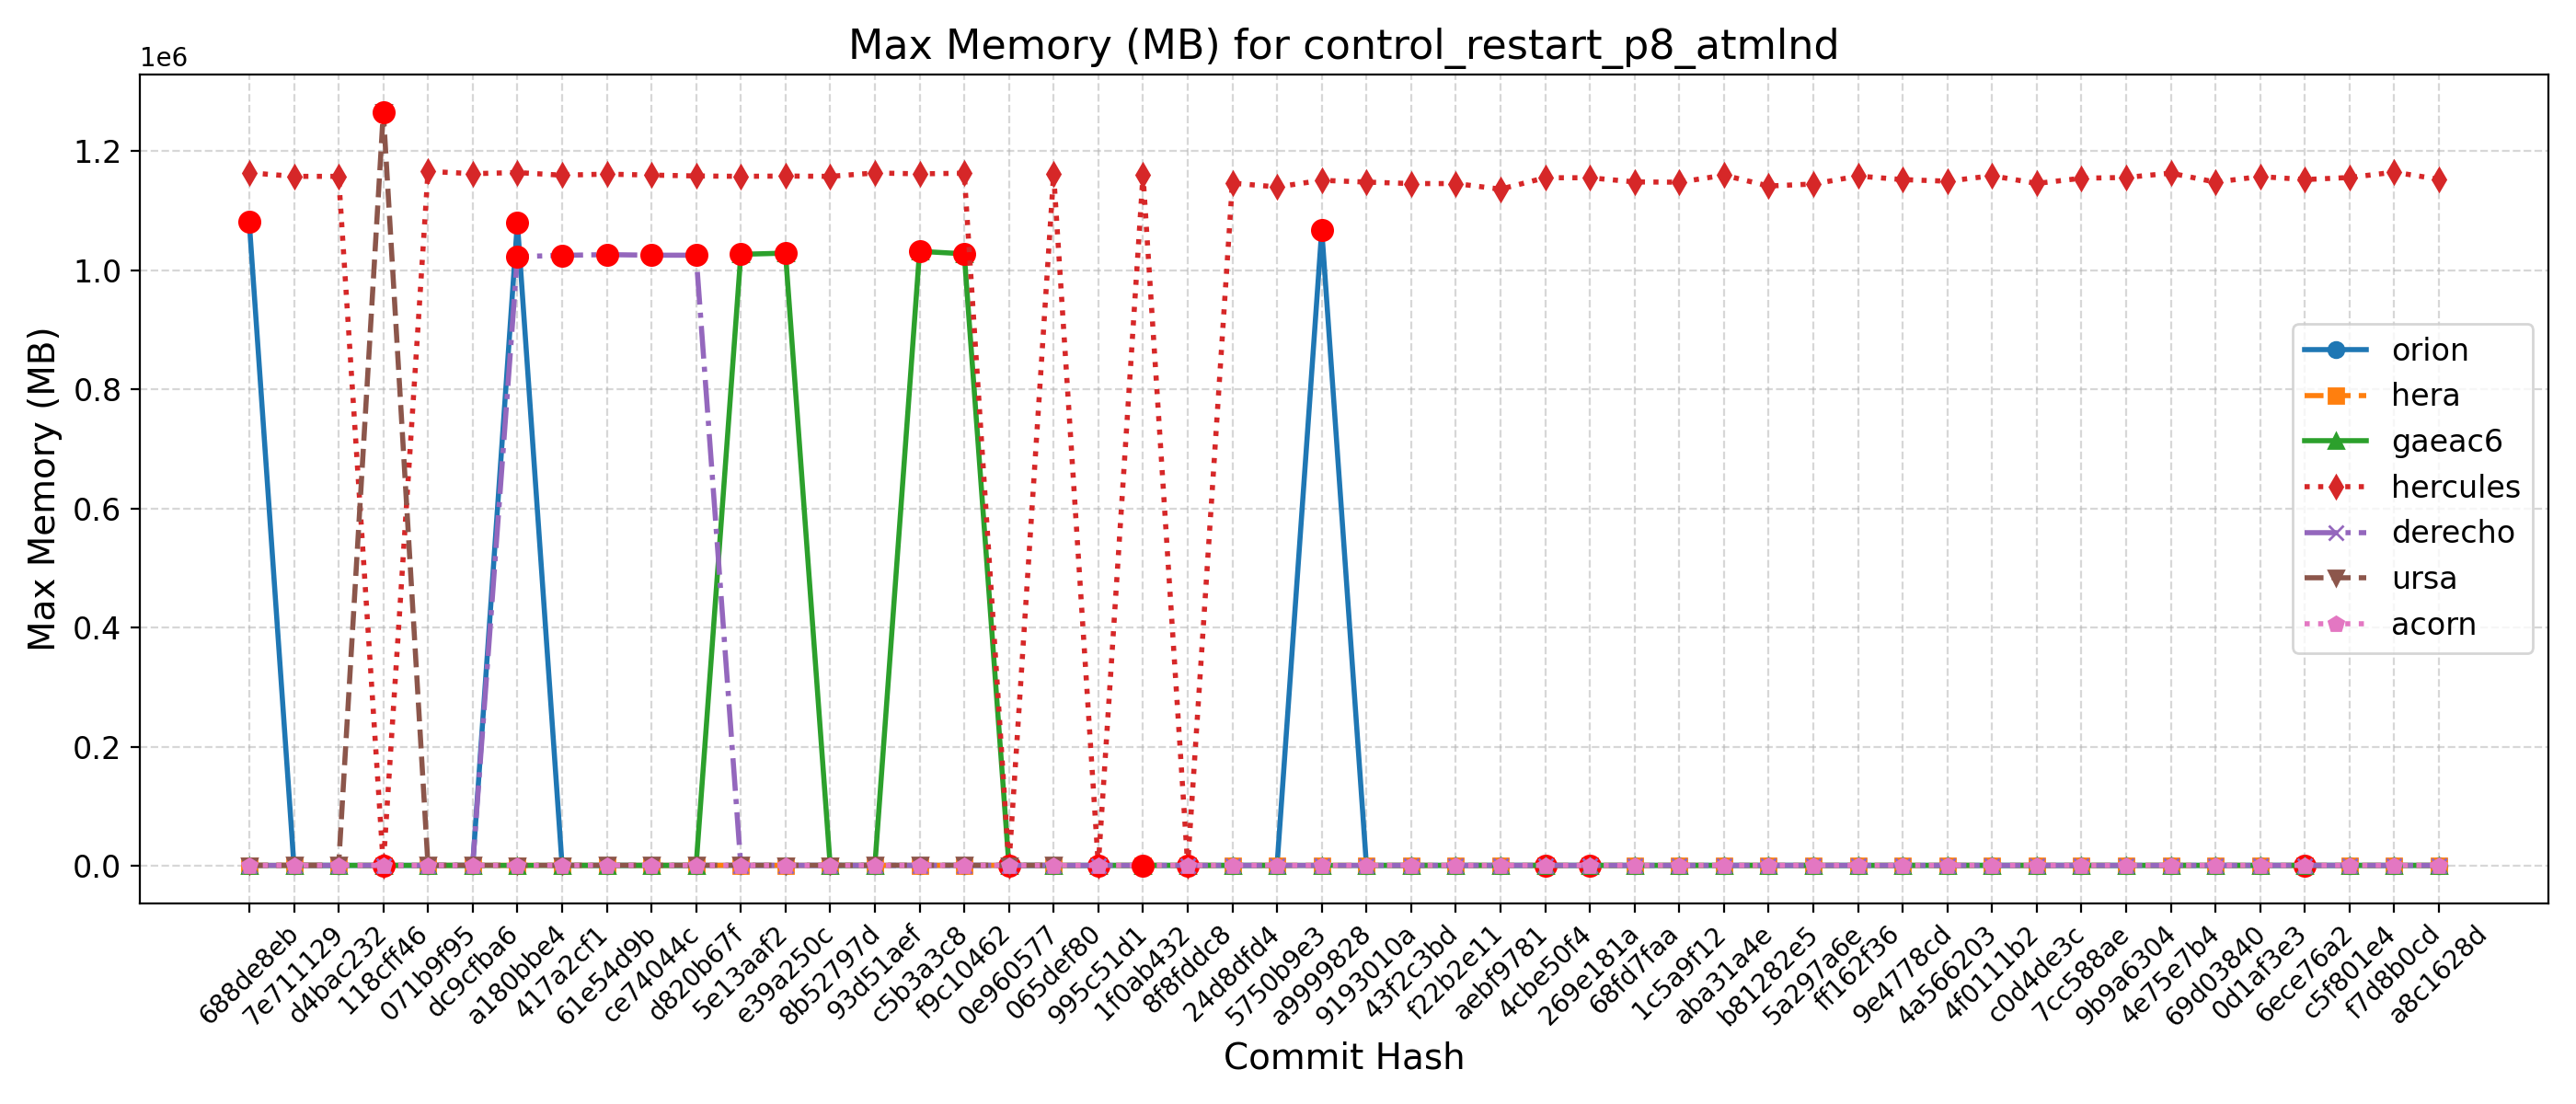 Max Memory (MB) for control_restart_p8_atmlnd
1e6
1.2
1.0
0.8
0.6
0.4
0.2
0.0
Max Memory (MB)
orion
hera
gaeac6
hercules
derecho
ursa
acorn
688de8eb
7e711129
d4bac232
118cff46
071b9f95
dc9cfba6
a180bbe4
417a2cf1
61e54d9b
ce74044c
d820b67f
5e13aaf2
e39a250c
8b52797d
93d51aef
c5b3a3c8
f9c10462
0e960577
065def80
995c51d1
1f0ab432
8f8fddc8
24d8dfd4
5750b9e3
a9999828
9193010a
43f2c3bd
f22b2e11
aebf9781
4cbe50f4
269e181a
68fd7faa
1c5a9f12
aba31a4e
b81282e5
5a297a6e
ff162f36
9e4778cd
4a566203
4f0111b2
c0d4de3c
7cc588ae
9b9a6304
4e75e7b4
69d03840
0d1af3e3
6ece76a2
c5f801e4
f7d8b0cd
a8c1628d
Commit Hash